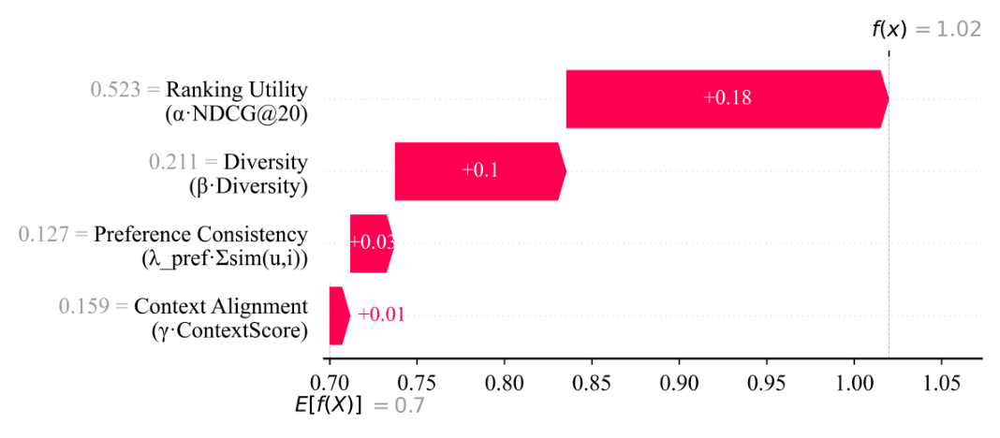 f(x) = 1.02
0.523 = Ranking Utility
(α·NDCG@20)
+0.18
0.211 = Diversity
(β·Diversity)
+0.1
0.127 = Preference Consistency
(λ_pref·Σsim(u,i))
+0.03
0.159 = Context Alignment
(γ·ContextScore)
+0.01
0.70 0.75 0.80 0.85 0.90 0.95 1.00 1.05
E[f(X)] = 0.7